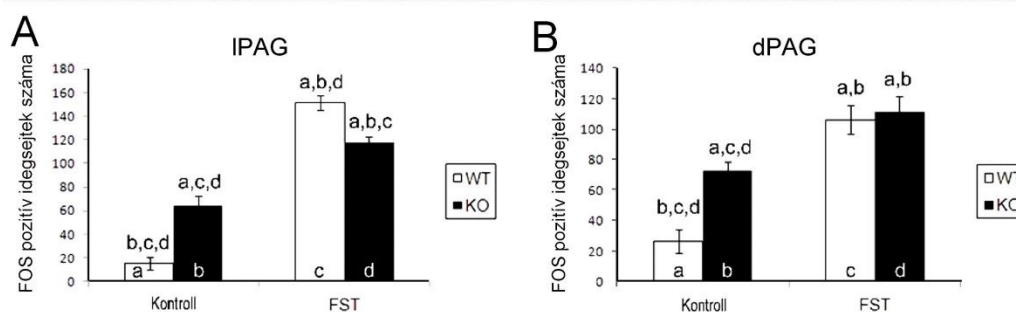 A
lPAG
FOS pozitív idegsejtek száma
180
160
140
120
100
80
60
40
20
0
b,c,d
a,c,d
a,b,d
a,b,c
a
b
c
d
Kontroll
FST
WT
KO
B
dPAG
FOS pozitív idegsejtek száma
140
120
100
80
60
40
20
0
b,c,d
a,c,d
a,b
a,b
a
b
c
d
Kontroll
FST
WT
KO